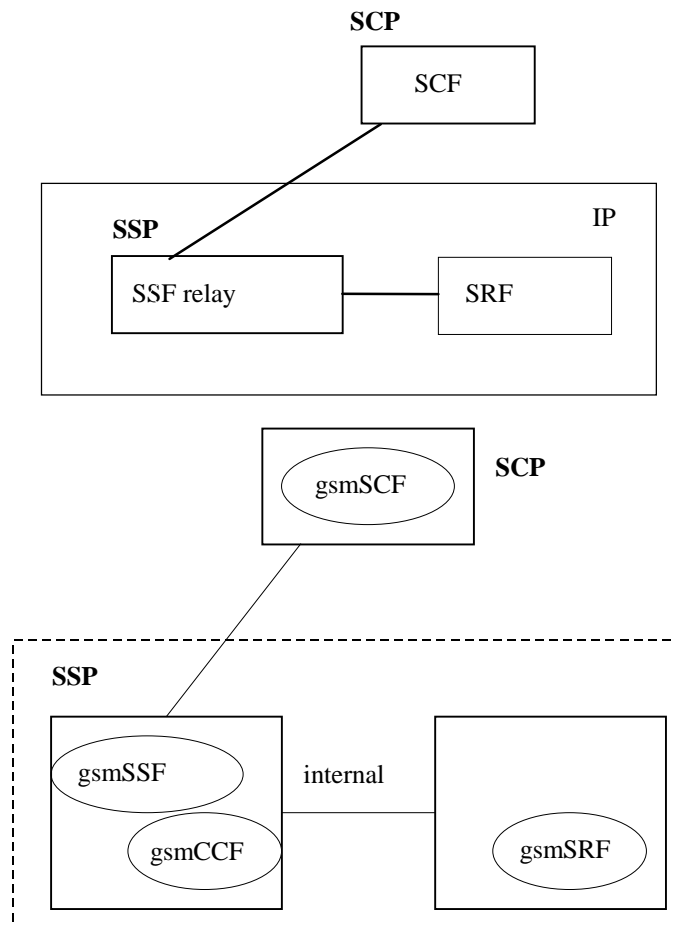 SCP
SCF
IP
SSP
SSF relay
SRF
gsmSCF
SCP
SSP
gsmSSF
internal
gsmCCF
gsmSRF